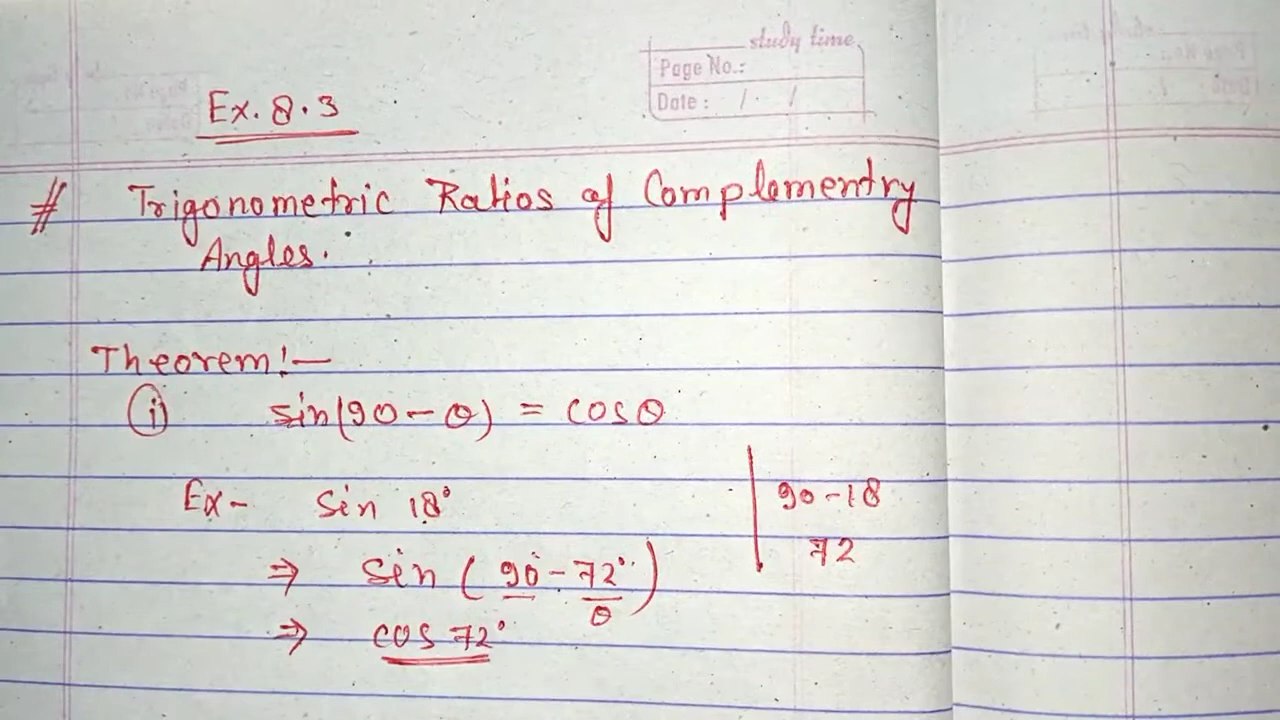 study time
Page No.:
Date : / /
Ex. 8.3
# Trigonometric Ratios of Complementry
Angles.
Theorem:-
(i) sin(90-θ) = cosθ
Ex- sin 18°
90-18
72
⇒ sin (90°-72°)
θ
⇒ cos 72°